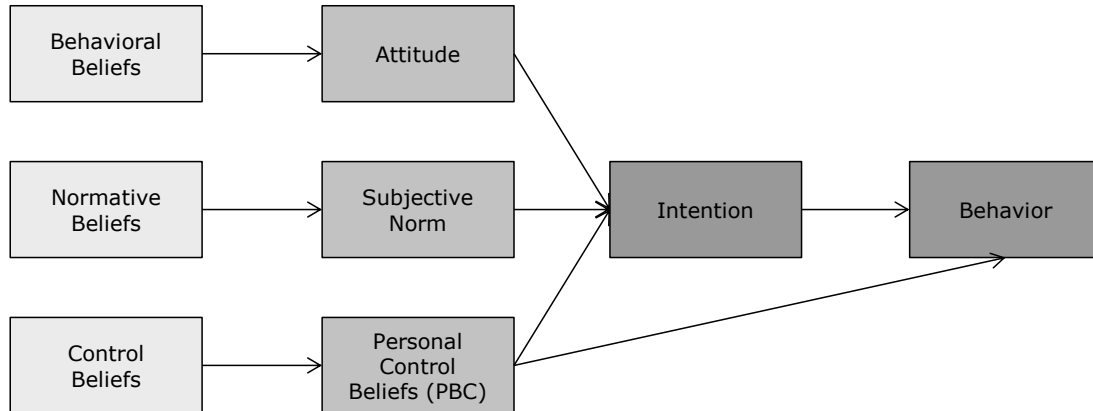 Behavioral
Beliefs
Attitude
Normative
Beliefs
Subjective
Norm
Intention
Behavior
Control
Beliefs
Personal
Control
Beliefs (PBC)